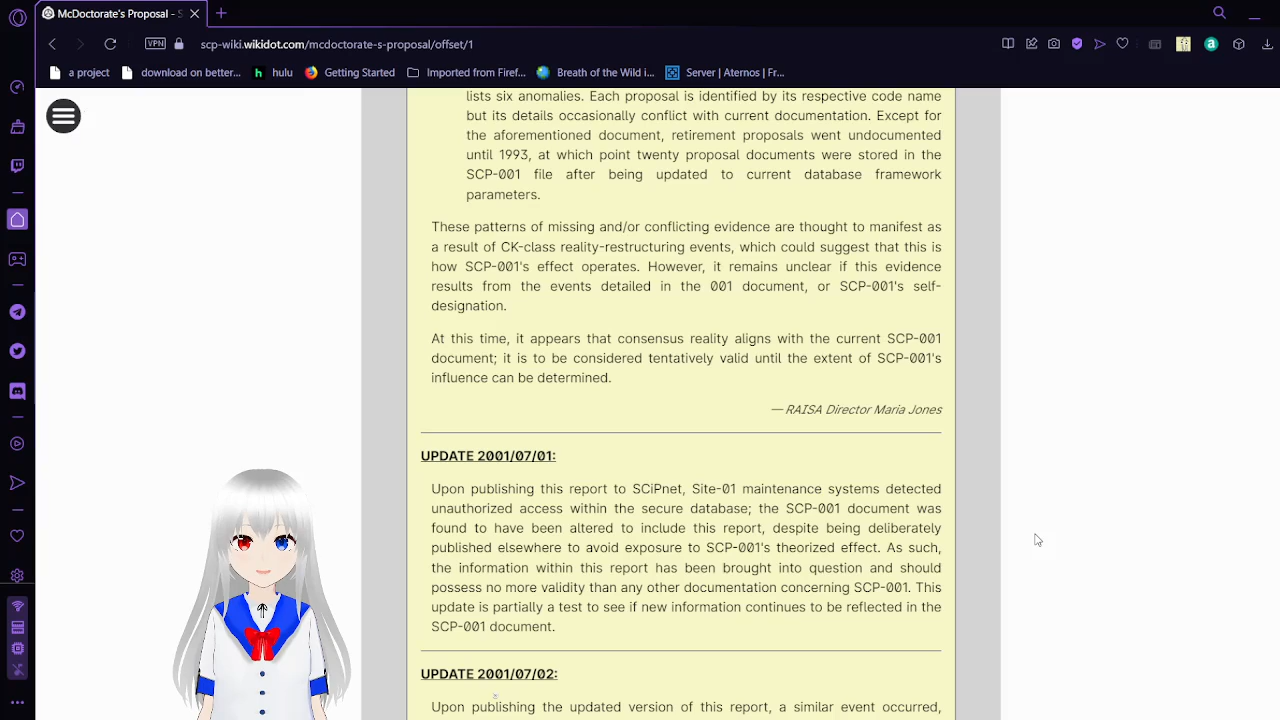 McDoctorate's Proposal -
VPN
scp-wiki.wikidot.com/mcdoctorate-s-proposal/offset/1
a project
download on better...
hulu
Getting Started
Imported from Firef...
Breath of the Wild i...
Server | Aternos | Fr...
lists six anomalies. Each proposal is identified by its respective code name
but its details occasionally conflict with current documentation. Except for
the aforementioned document, retirement proposals went undocumented
until 1993, at which point twenty proposal documents were stored in the
SCP-001 file after being updated to current database framework
parameters.
These patterns of missing and/or conflicting evidence are thought to manifest as
a result of CK-class reality-restructuring events, which could suggest that this is
how SCP-001's effect operates. However, it remains unclear if this evidence
results from the events detailed in the 001 document, or SCP-001's self-
designation.
At this time, it appears that consensus reality aligns with the current SCP-001
document; it is to be considered tentatively valid until the extent of SCP-001's
influence can be determined.
— RAISA Director Maria Jones
UPDATE 2001/07/01:
Upon publishing this report to SCiPnet, Site-01 maintenance systems detected
unauthorized access within the secure database; the SCP-001 document was
found to have been altered to include this report, despite being deliberately
published elsewhere to avoid exposure to SCP-001's theorized effect. As such,
the information within this report has been brought into question and should
possess no more validity than any other documentation concerning SCP-001. This
update is partially a test to see if new information continues to be reflected in the
SCP-001 document.
UPDATE 2001/07/02:
Upon publishing the updated version of this report, a similar event occurred,